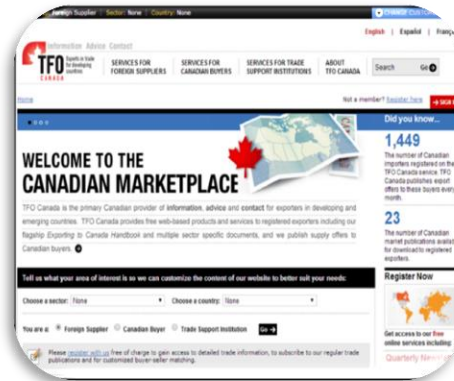 Foreign Supplier | Sector: None | Country: None
CHANGE CUSTOM
English | Español | Franç
Information Advice Contact
TFO
CANADA
Experts in trade
for developing
countries
SERVICES FOR
FOREIGN SUPPLIERS
SERVICES FOR
CANADIAN BUYERS
SERVICES FOR TRADE
SUPPORT INSTITUTIONS
ABOUT
TFO CANADA
Search
Go
Home
Not a member? Register here
SIGN
Did you know...
1,449
The number of Canadian
importers registered on the
TFO Canada service. TFO
Canada publishes export
offers to these buyers every
month.
23
The number of Canadian
market publications availa
for download to registered
exporters.
WELCOME TO THE
CANADIAN MARKETPLACE
TFO Canada is the primary Canadian provider of information, advice and contact for exporters in developing and
emerging countries. TFO Canada provides free web-based products and services to registered exporters including our
flagship Exporting to Canada Handbook and multiple sector specific documents, and we publish supply offers to
Canadian buyers.
Tell us what your area of interest is so we can customize the content of our website to better suit your needs:
Choose a sector: None
Choose a country: None
You are a: Foreign Supplier Canadian Buyer Trade Support Institution Go
Please register with us free of charge to gain access to detailed trade information, to subscribe to our regular trade
publications and for customized buyer-seller matching.
Register Now
Get access to our free
online services including:
Quarterly